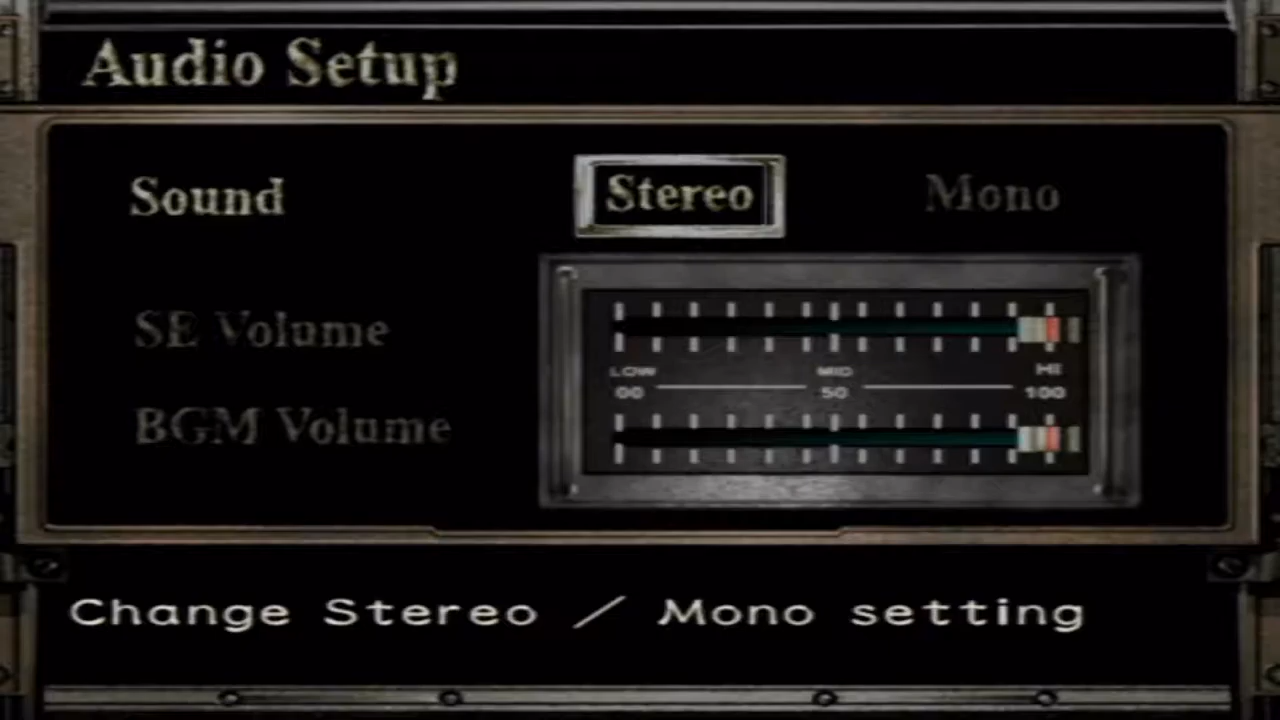 Audio Setup
Sound Stereo Mono
SE Volume
LOW MID HI
00 50 100
BGM Volume
Change Stereo / Mono setting